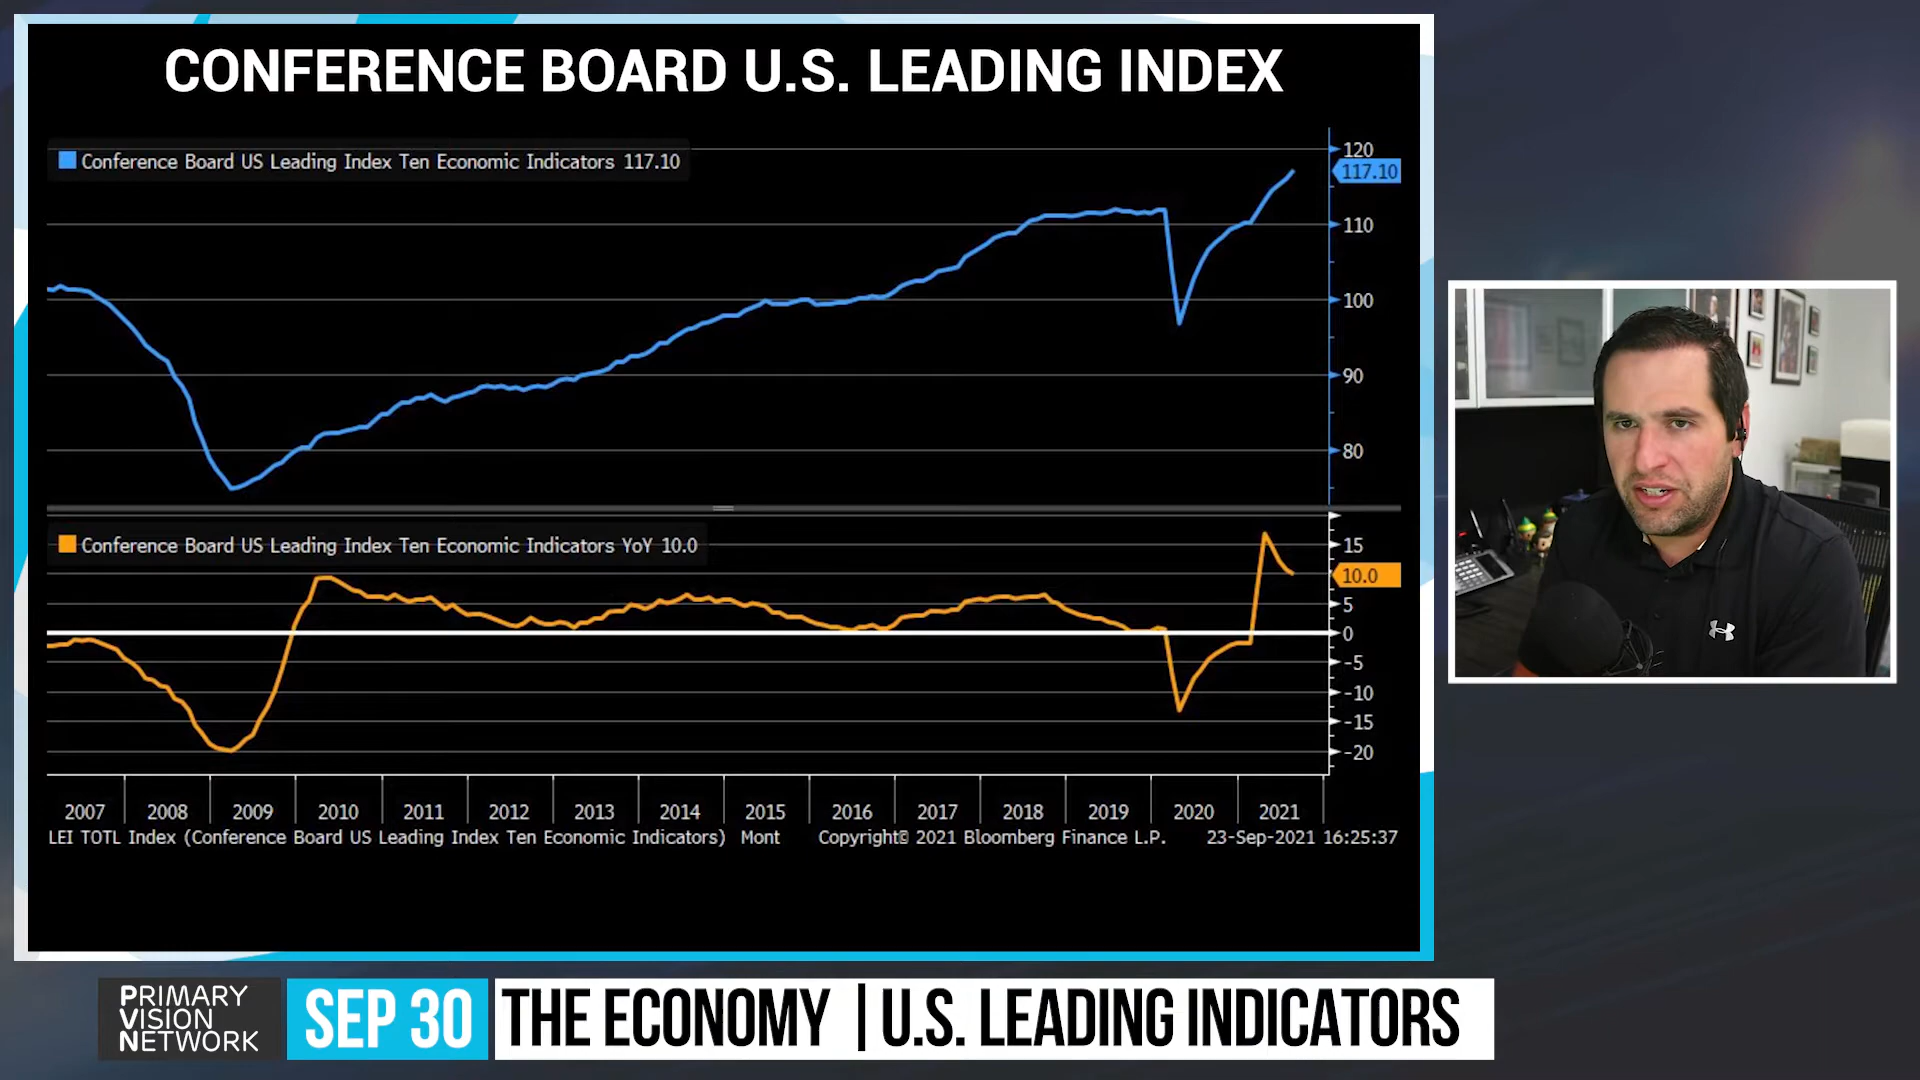 CONFERENCE BOARD U.S. LEADING INDEX
Conference Board US Leading Index Ten Economic Indicators 117.10
120
117.10
110
100
90
80
Conference Board US Leading Index Ten Economic Indicators YoY 10.0
15
10.0
5
0
-5
-10
-15
-20
2007 2008 2009 2010 2011 2012 2013 2014 2015 2016 2017 2018 2019 2020 2021
LEI TOTL Index (Conference Board US Leading Index Ten Economic Indicators) Mont Copyright© 2021 Bloomberg Finance L.P. 23-Sep-2021 16:25:37
PRIMARY
VISION
NETWORK
SEP 30
THE ECONOMY | U.S. LEADING INDICATORS